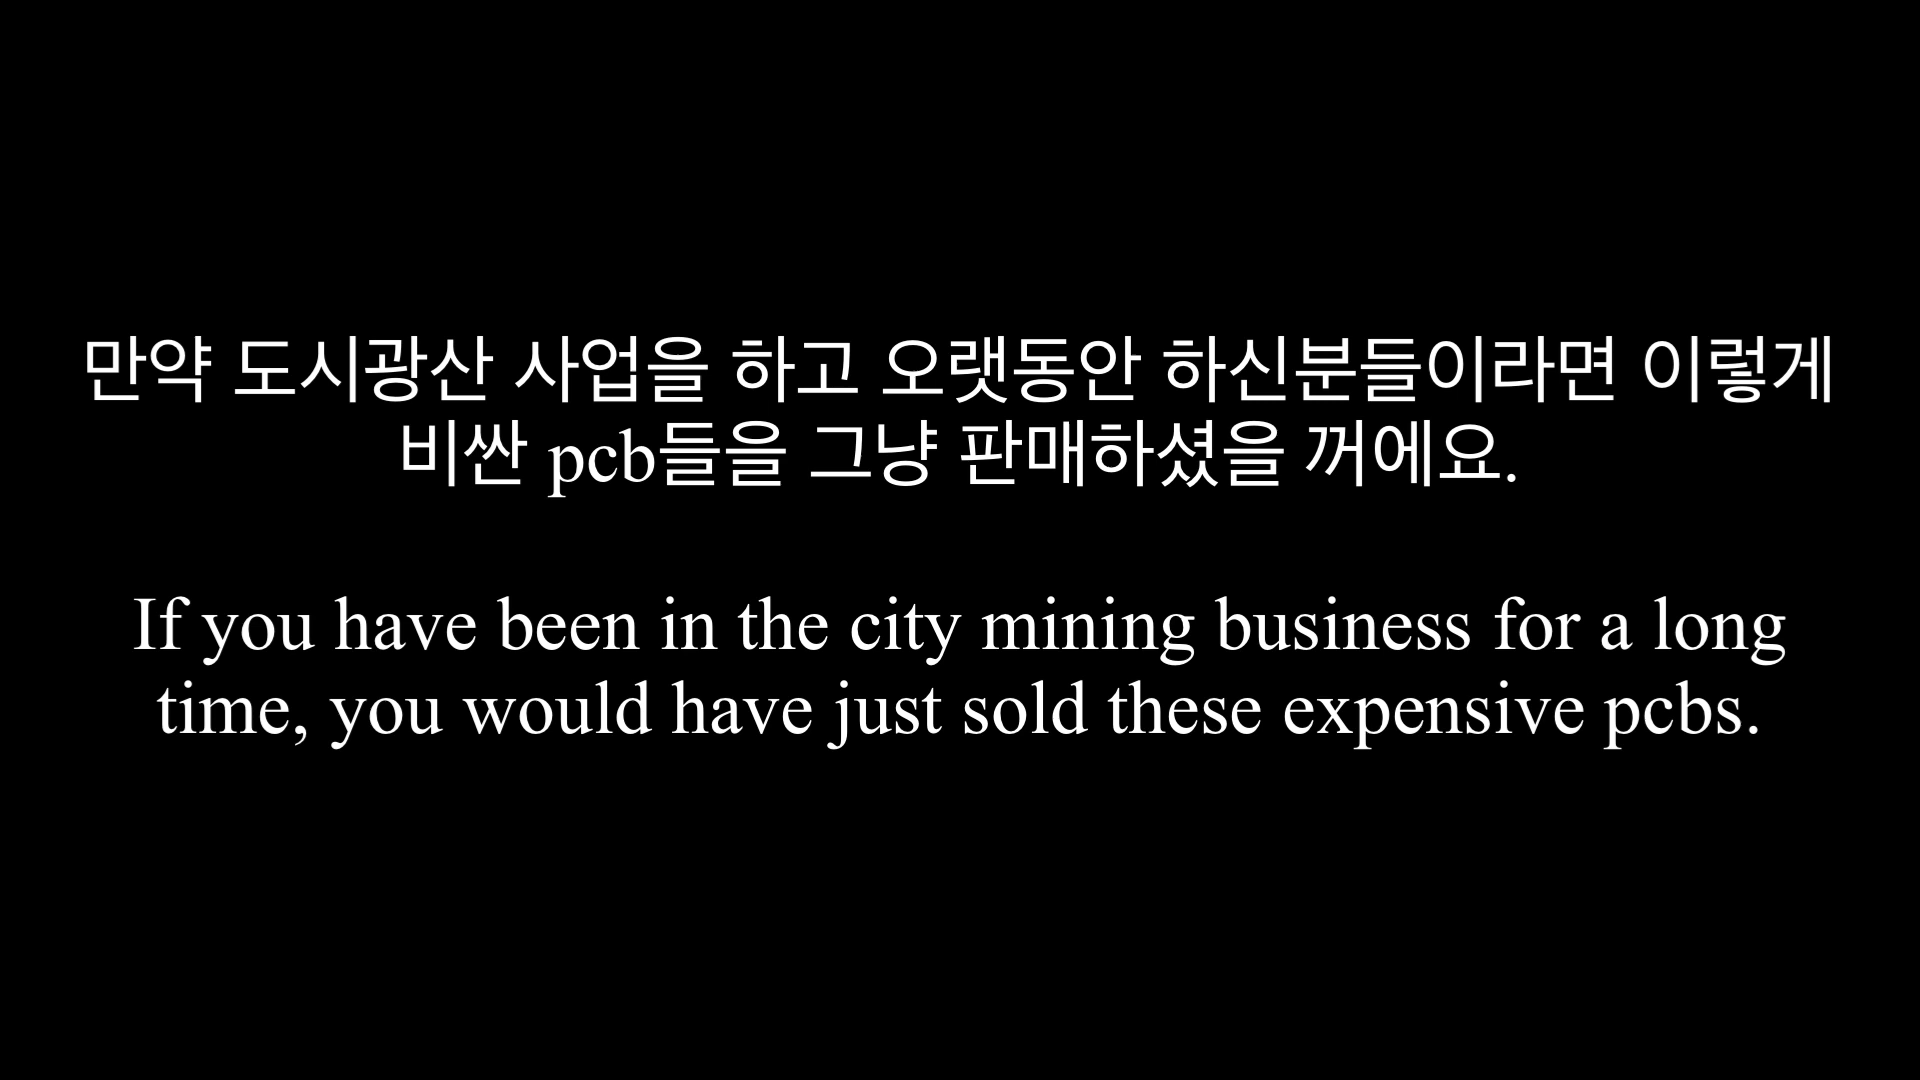 만약 도시광산 사업을 하고 오랫동안 하신분들이라면 이렇게
비싼 pcb들을 그냥 판매하셨을 꺼에요.
If you have been in the city mining business for a long
time, you would have just sold these expensive pcbs.